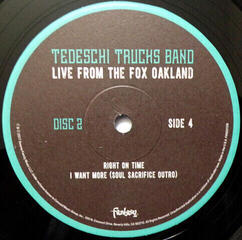 TEDESCHI TRUCKS BAND
LIVE FROM THE FOX OAKLAND
DISC 2
SIDE 4
RIGHT ON TIME
I WANT MORE (SOUL SACRIFICE OUTRO)
Fantasy